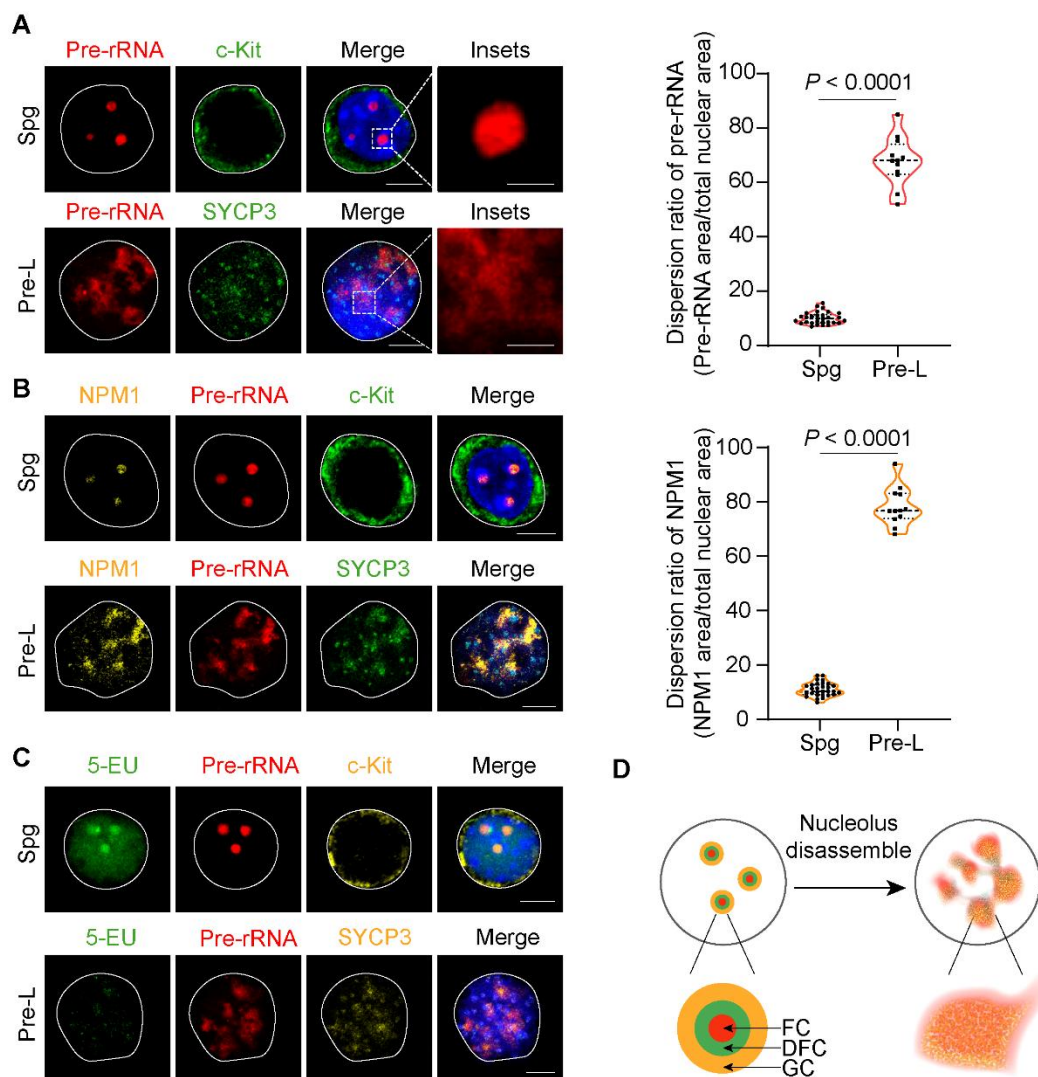 A
Pre-rRNA c-Kit Merge Insets
Spg
Pre-rRNA SYCP3 Merge Insets
Pre-L
Dispersion ratio of pre-rRNA
(Pre-rRNA area/total nuclear area)
100
80
60
40
20
0
P < 0.0001
Spg Pre-L
B
NPM1 Pre-rRNA c-Kit Merge
Spg
NPM1 Pre-rRNA SYCP3 Merge
Pre-L
Dispersion ratio of NPM1
(NPM1 area/total nuclear area)
100
80
60
40
20
0
P < 0.0001
Spg Pre-L
C
5-EU Pre-rRNA c-Kit Merge
Spg
5-EU Pre-rRNA SYCP3 Merge
Pre-L
D
Nucleolus
disassemble
FC
DFC
GC